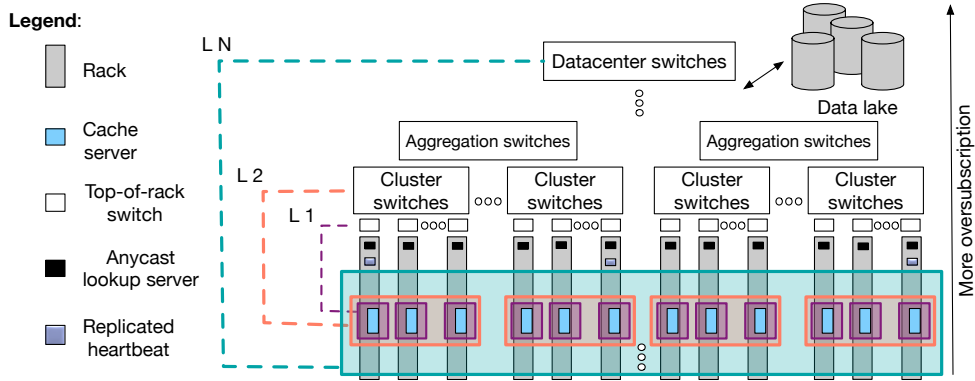 Legend:
Rack
Cache
server
Top-of-rack
switch
Anycast
lookup server
Replicated
heartbeat
L N
L 2
L 1
Datacenter switches
Data lake
Aggregation switches
Aggregation switches
Cluster
switches
Cluster
switches
Cluster
switches
Cluster
switches
More oversubscription